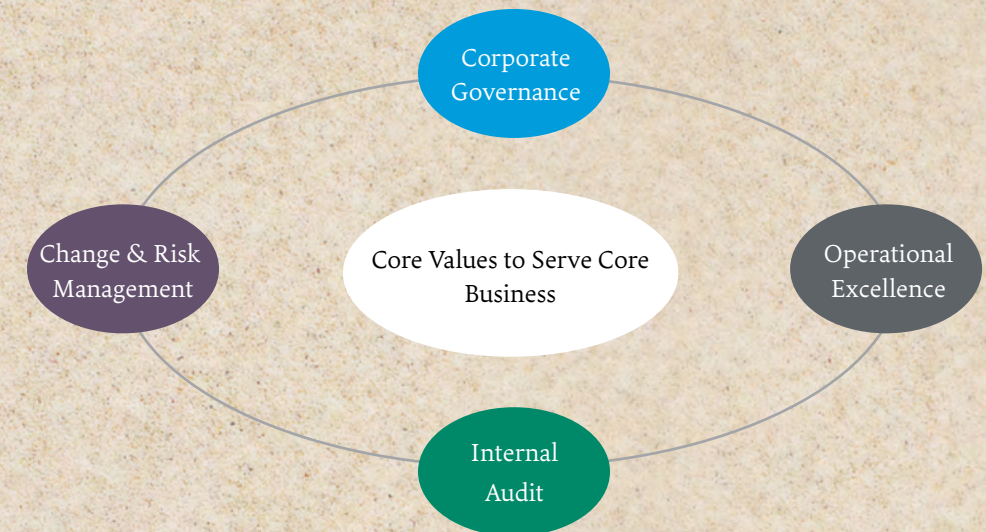 Corporate
Governance
Change & Risk
Management
Core Values to Serve Core
Business
Operational
Excellence
Internal
Audit